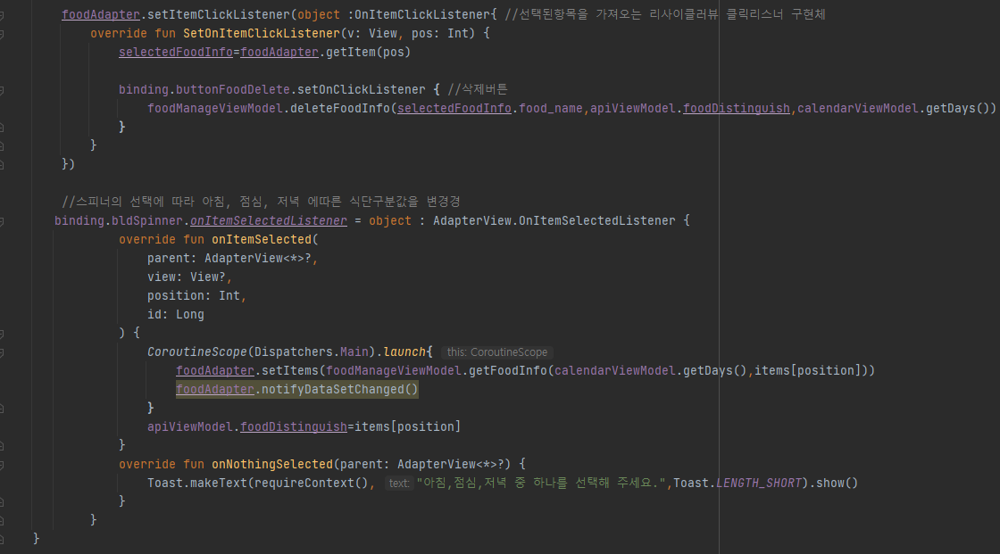 foodAdapter.setItemClickListener(object :OnItemClickListener{ //선택된항목을 가져오는 리사이클러뷰 클릭리스너 구현체
override fun SetOnItemClickListener(v: View, pos: Int) {
selectedFoodInfo=foodAdapter.getItem(pos)
binding.buttonFoodDelete.setOnClickListener { //삭제버튼
foodManageViewModel.deleteFoodInfo(selectedFoodInfo.food_name,apiViewModel.foodDistinguish,calendarViewModel.getDays())
}
}
})
//스피너의 선택에 따라 아침, 점심, 저녁 에따른 식단구분값을 변경경
binding.bldSpinner.onItemSelectedListener = object : AdapterView.OnItemSelectedListener {
override fun onItemSelected(
parent: AdapterView<*>?,
view: View?,
position: Int,
id: Long
) {
CoroutineScope(Dispatchers.Main).launch{ this: CoroutineScope
foodAdapter.setItems(foodManageViewModel.getFoodInfo(calendarViewModel.getDays(),items[position]))
foodAdapter.notifyDataSetChanged()
}
apiViewModel.foodDistinguish=items[position]
}
override fun onNothingSelected(parent: AdapterView<*>?) {
Toast.makeText(requireContext(), text: "아침,점심,저녁 중 하나를 선택해 주세요.",Toast.LENGTH_SHORT).show()
}
}
}